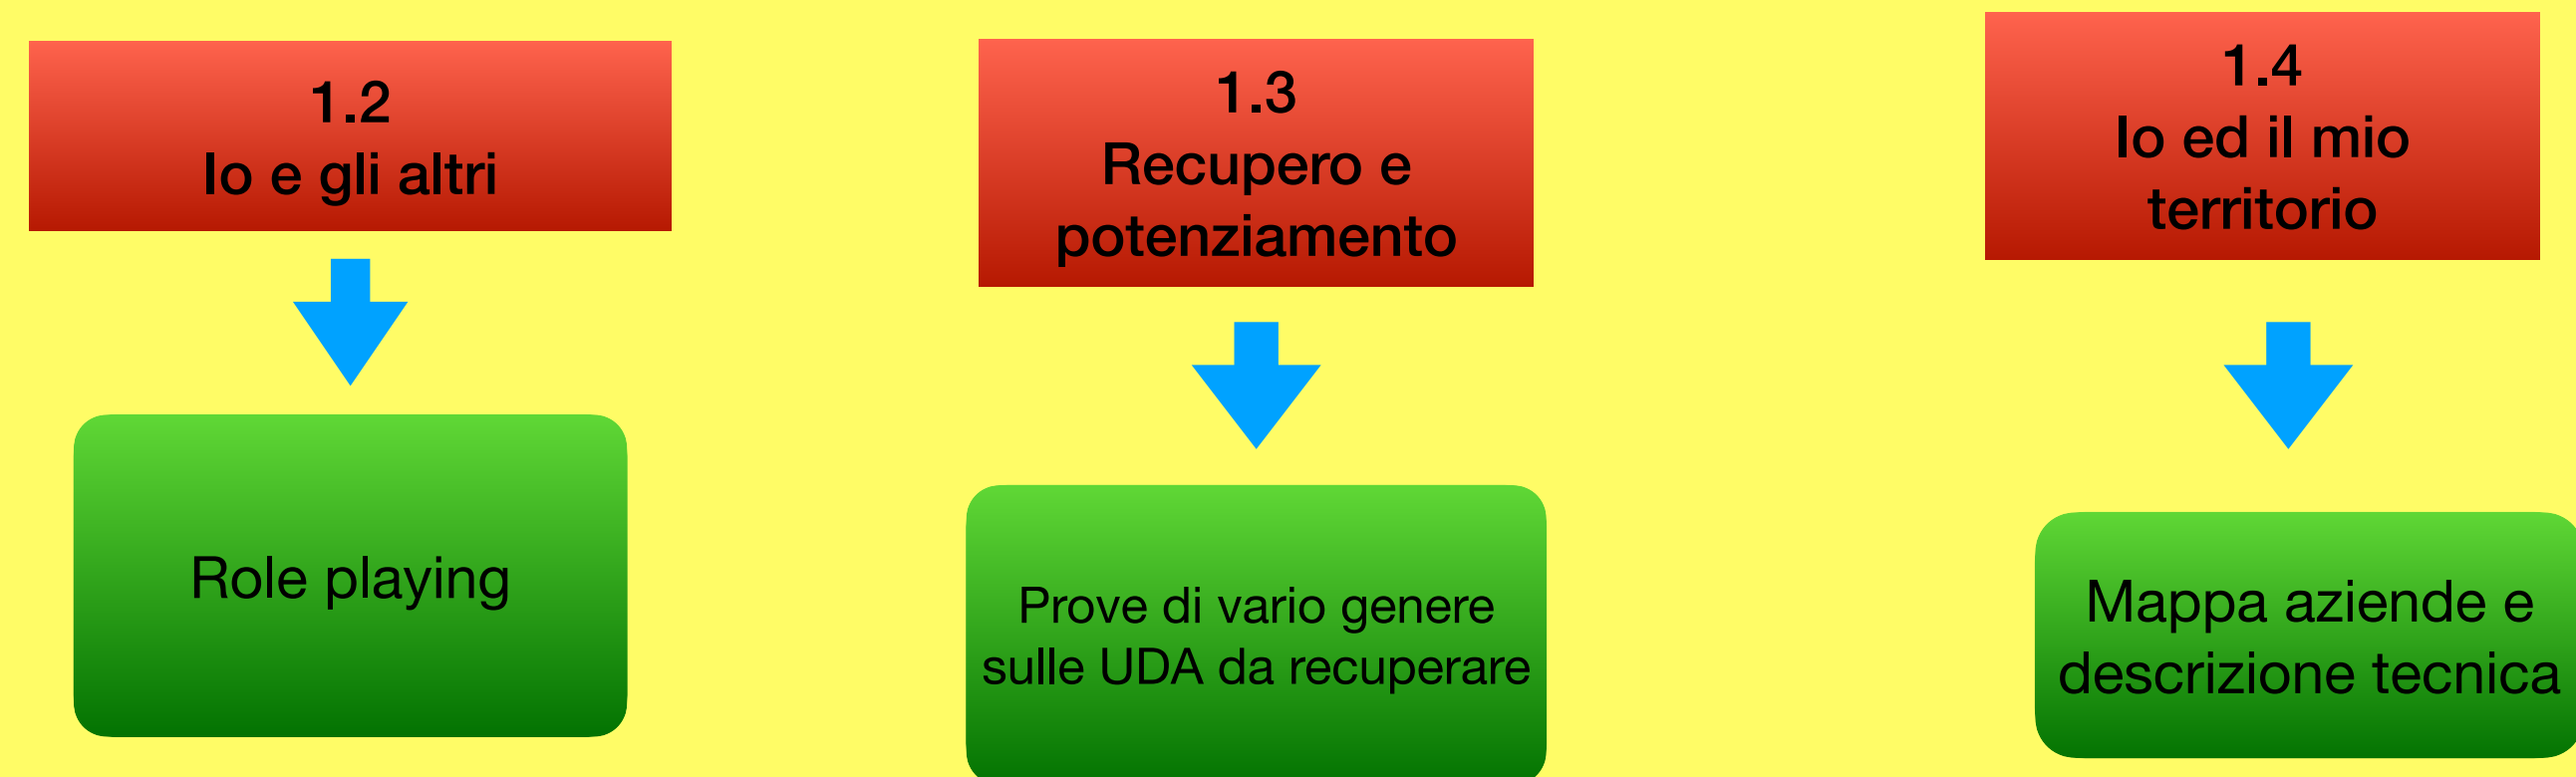 1.2
Io e gli altri
Role playing
1.3
Recupero e
potenziamento
Prove di vario genere
sulle UDA da recuperare
1.4
Io ed il mio
territorio
Mappa aziende e
descrizione tecnica